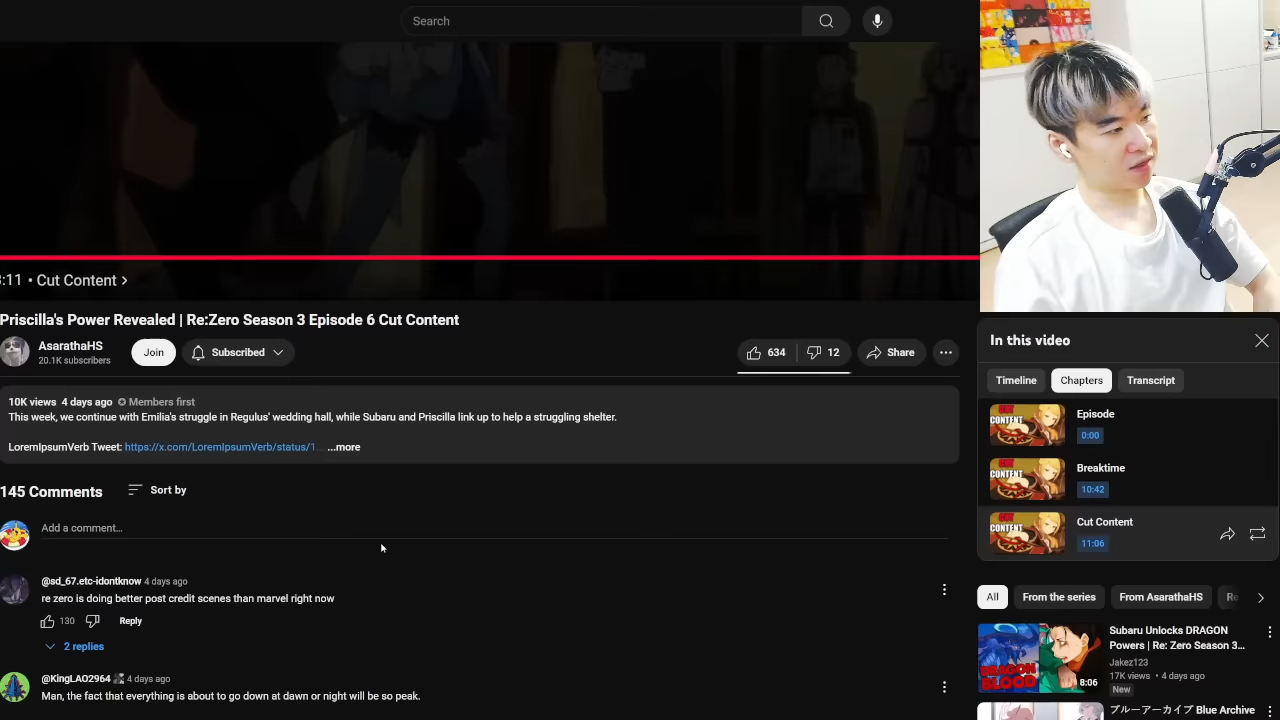 Search
3:11 • Cut Content >
Priscilla's Power Revealed | Re:Zero Season 3 Episode 6 Cut Content
AsarathaHS
20.1K subscribers
Join
Subscribed
634
12
Share
10K views 4 days ago Members first
This week, we continue with Emilia's struggle in Regulus' wedding hall, while Subaru and Priscilla link up to help a struggling shelter.
LoremIpsumVerb Tweet: https://x.com/LoremIpsumVerb/status/1... ...more
145 Comments
Sort by
Add a comment...
@sd_67.etc-idontknow 4 days ago
re zero is doing better post credit scenes than marvel right now
130
Reply
2 replies
@KingLAO2964 4 days ago
Man, the fact that everything is about to go down at damn night will be so peak.
In this video
Timeline
Chapters
Transcript
CUT CONTENT
Episode
0:00
CUT CONTENT
Breaktime
10:42
CUT CONTENT
Cut Content
11:06
All
From the series
From AsarathaHS
Re
DRAGON BLOOD
8:06
Subaru Unlocks DRAGON
Powers | Re: Zero Season 3...
Jakez123
17K views • 4 days ago
New
ブルーアーカイブ Blue Archive